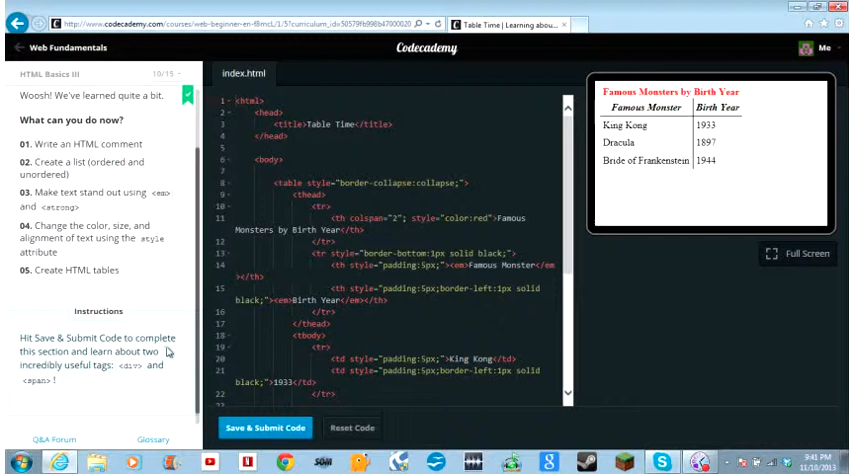 http://www.codecademy.com/courses/web-beginner-en-f8mcL/1/5?curriculum_id=50579fb998b47000020
Table Time | Learning abou...
Web Fundamentals
Codecademy
Me
HTML Basics III
10/15
index.html
Woosh! We've learned quite a bit.
What can you do now?
01. Write an HTML comment
02. Create a list (ordered and
unordered)
03. Make text stand out using <em>
and <strong>
04. Change the color, size, and
alignment of text using the style
attribute
05. Create HTML tables
Instructions
Hit Save & Submit Code to complete
this section and learn about two
incredibly useful tags: <div> and
<span> !
Q&A Forum
Glossary
1 <html>
2 <head>
3 <title>Table Time</title>
4 </head>
5
6 <body>
7
8 <table style="border-collapse:collapse;">
9 <thead>
10 <tr>
11 <th colspan="2"; style="color:red">Famous
Monsters by Birth Year</th>
12 </tr>
13 <tr style="border-bottom:1px solid black;">
14 <th style="padding:5px;"><em>Famous Monster</em
></th>
15 <th style="padding:5px;border-left:1px solid
black;"><em>Birth Year</em></th>
16 </tr>
17 </thead>
18 <tbody>
19 <tr>
20 <td style="padding:5px;">King Kong</td>
21 <td style="padding:5px;border-left:1px solid
black;">1933</td>
22 </tr>
Save & Submit Code
Reset Code
Famous Monsters by Birth Year
Famous Monster Birth Year
King Kong 1933
Dracula 1897
Bride of Frankenstein 1944
Full Screen
SOM
9:41 PM
11/10/2013